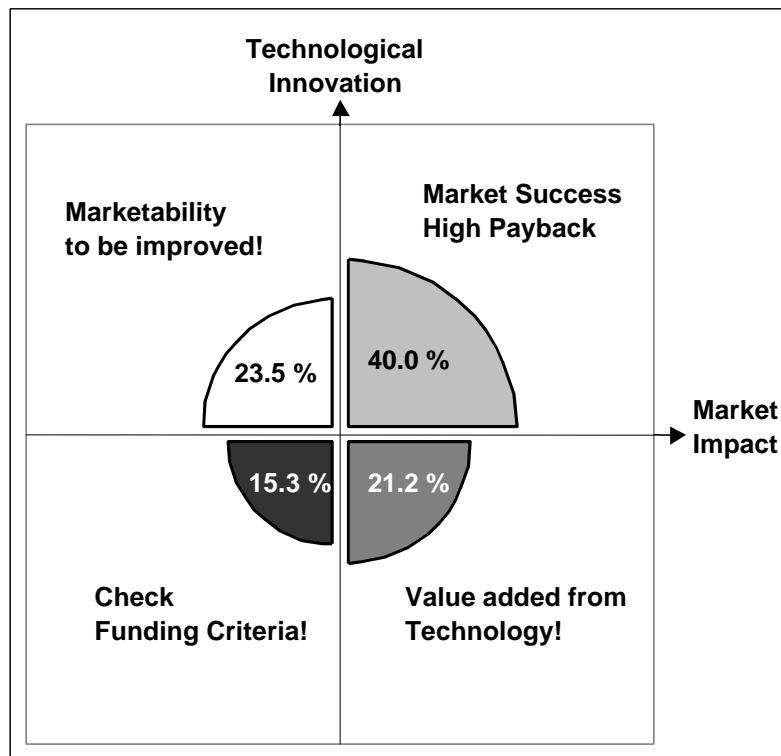 Technological
Innovation
Marketability
to be improved!
Market Success
High Payback
23.5 %
40.0 %
Market
Impact
15.3 %
21.2 %
Check
Funding Criteria!
Value added from
Technology!